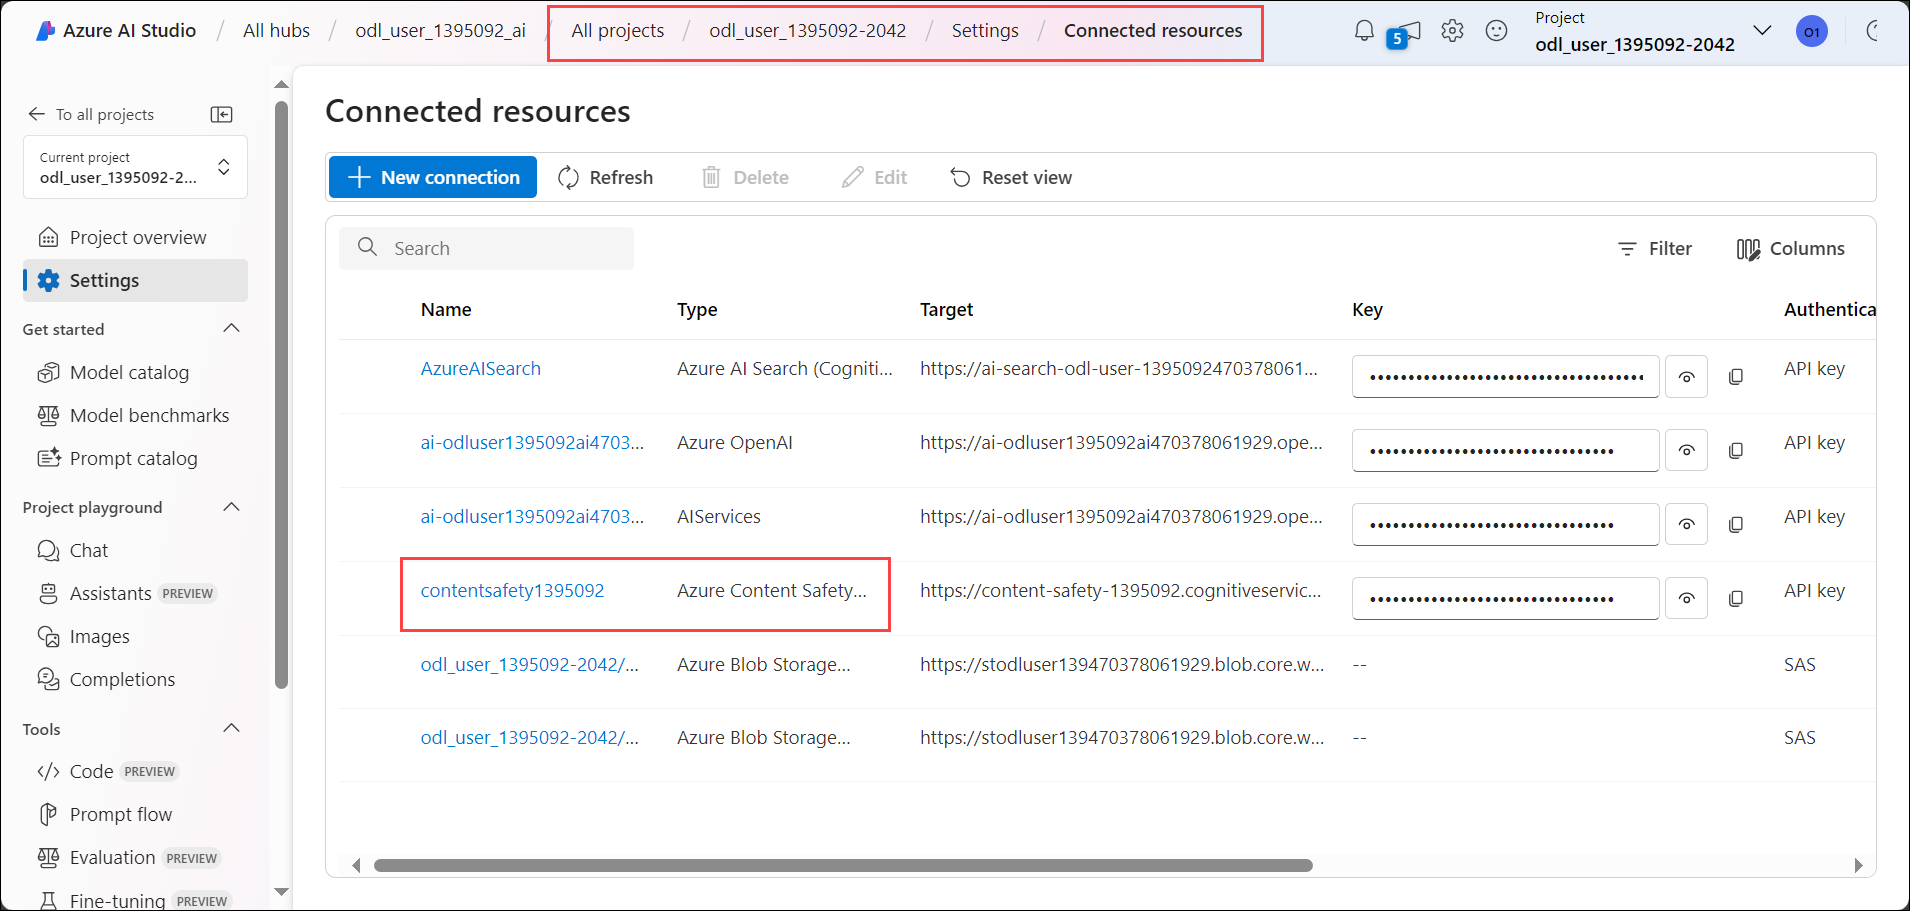 Azure AI Studio / All hubs / odl_user_1395092_ai / All projects / odl_user_1395092-2042 / Settings / Connected resources
5
Project
odl_user_1395092-2042
O1
To all projects
Current project
odl_user_1395092-2...
Project overview
Settings
Get started
Model catalog
Model benchmarks
Prompt catalog
Project playground
Chat
Assistants PREVIEW
Images
Completions
Tools
Code PREVIEW
Prompt flow
Evaluation PREVIEW
Fine-tuning PREVIEW
Connected resources
New connection Refresh Delete Edit Reset view
Search Filter Columns
Name Type Target Key Authentica
AzureAISearch Azure AI Search (Cogniti... https://ai-search-odl-user-1395092470378061... API key
ai-odluser1395092ai4703... Azure OpenAI https://ai-odluser1395092ai470378061929.ope... API key
ai-odluser1395092ai4703... AIServices https://ai-odluser1395092ai470378061929.ope... API key
contentsafety1395092 Azure Content Safety... https://content-safety-1395092.cognitiveservic... API key
odl_user_1395092-2042/... Azure Blob Storage... https://stodluser139470378061929.blob.core.w... -- SAS
odl_user_1395092-2042/... Azure Blob Storage... https://stodluser139470378061929.blob.core.w... -- SAS